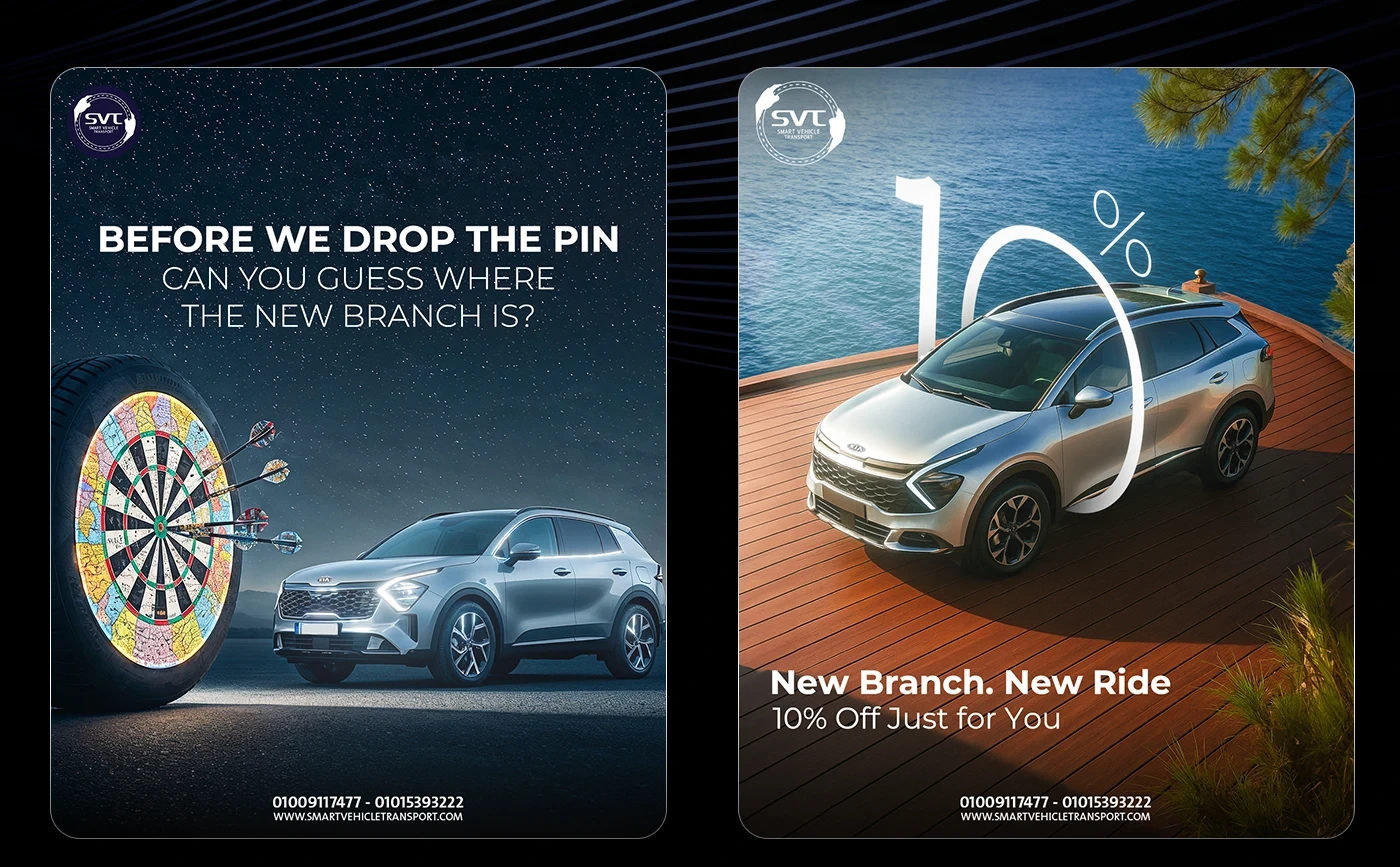 SVT
SMART VEHICLE
TRANSPORT
BEFORE WE DROP THE PIN
CAN YOU GUESS WHERE
THE NEW BRANCH IS?
KIA
01009117477 - 01015393222
WWW.SMARTVEHICLETRANSPORT.COM
SVT
SMART VEHICLE
TRANSPORT
10%
KIA
New Branch. New Ride
10% Off Just for You
01009117477 - 01015393222
WWW.SMARTVEHICLETRANSPORT.COM